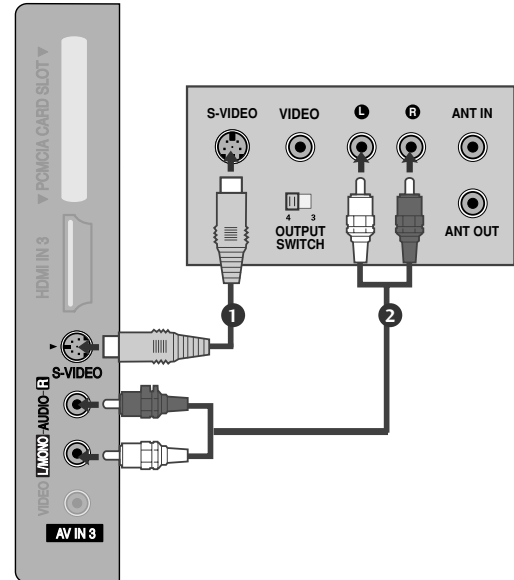 ▼ PCMCIA CARD SLOT ▼
HDMI IN 3
S-VIDEO
VIDEO L/MONO-AUDIO-R
AV IN 3
S-VIDEO VIDEO L R ANT IN
4 3
OUTPUT
SWITCH
ANT OUT
1
2